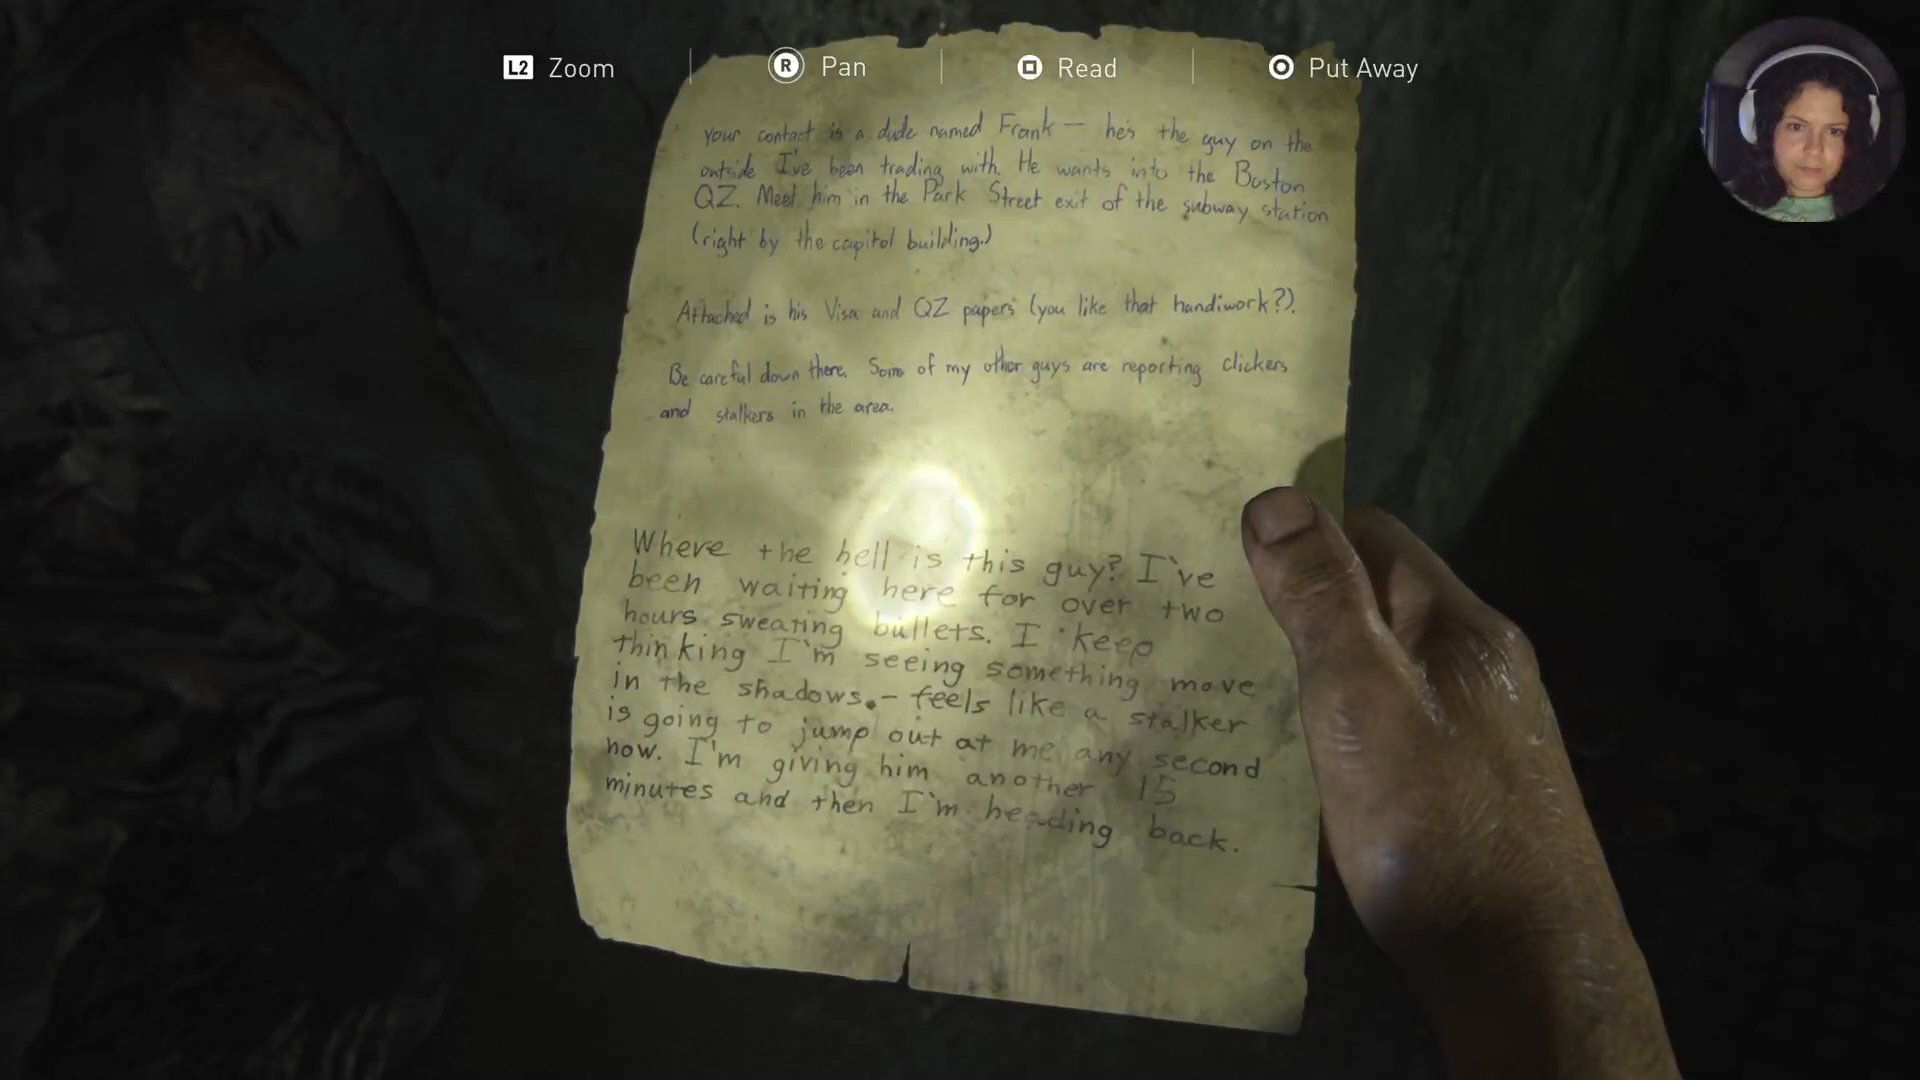 L2 Zoom R Pan Read Put Away
Your contact is a dude named Frank — he's the guy on the
outside I've been trading with. He wants into the Boston
QZ. Meet him in the Park Street exit of the subway station
(right by the capitol building.)
Attached is his Visa and QZ papers (you like that handiwork?).
Be careful down there. Some of my other guys are reporting clickers
and stalkers in the area.
Where the hell is this guy? I've
been waiting here for over two
hours sweating bullets. I keep
thinking I'm seeing something move
in the shadows. - feels like a stalker
is going to jump out at me any second
now. I'm giving him another 15
minutes and then I'm heading back.